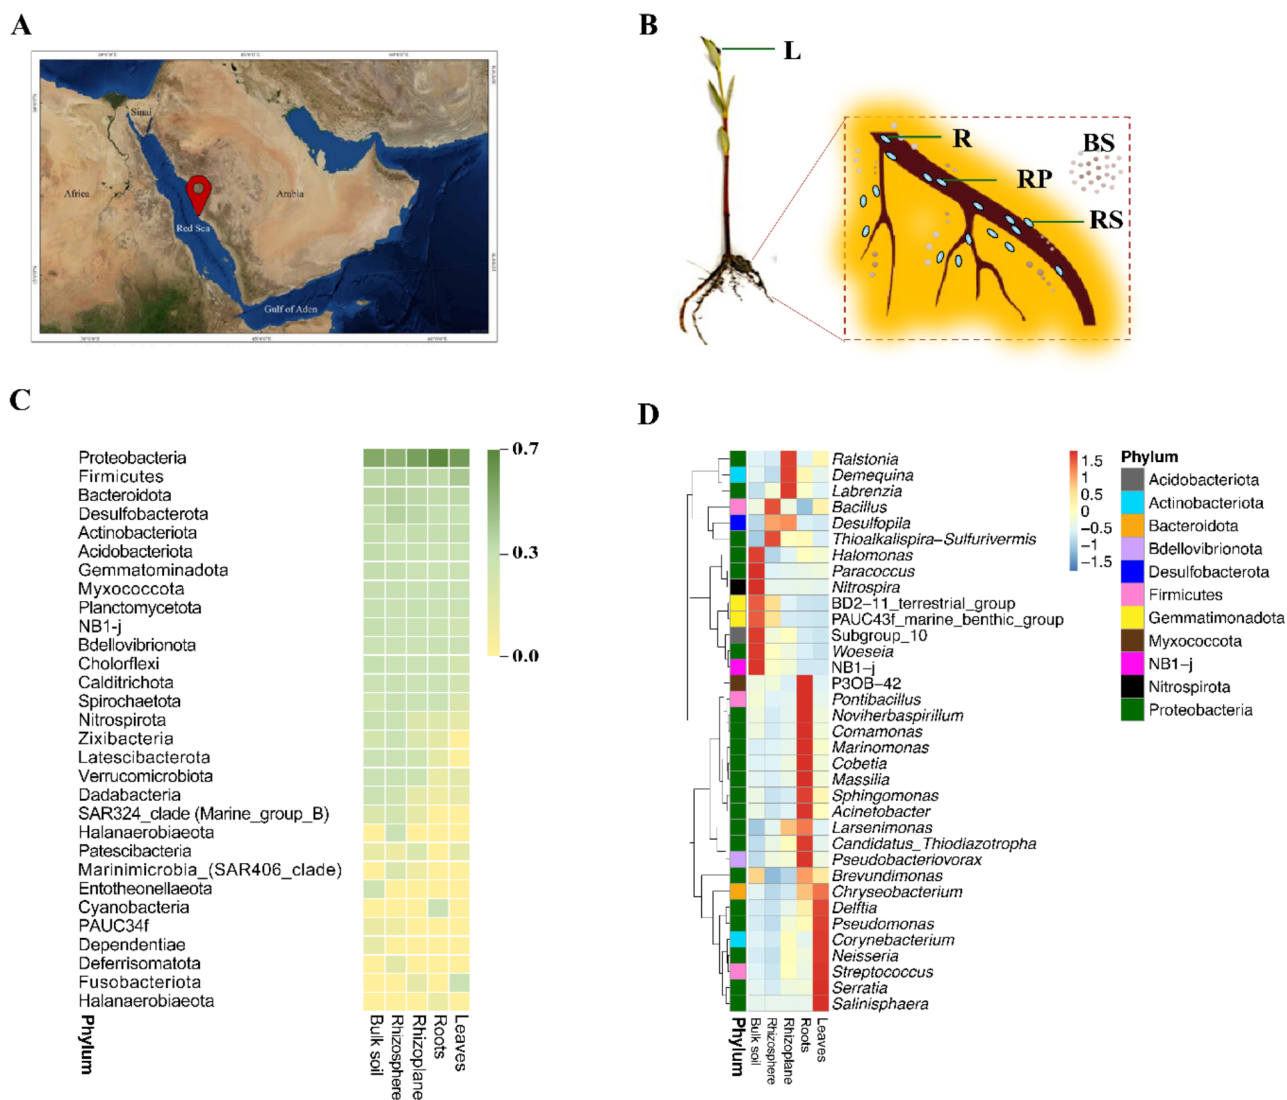 A
Sinai
Africa
Arabia
Red Sea
Gulf of Aden
B
L
R
BS
RP
RS
C
Proteobacteria
Firmicutes
Bacteroidota
Desulfobacterota
Actinobacteriota
Acidobacteriota
Gemmatominadota
Myxococcota
Planctomycetota
NB1-j
Bdellovibrionota
Cholorflexi
Calditrichota
Spirochaetota
Nitrospirota
Zixibacteria
Latescibacterota
Verrucomicrobiota
Dadabacteria
SAR324_clade (Marine_group_B)
Halanaerobiaeota
Patescibacteria
Marinimicrobia_(SAR406_clade)
Entotheonellaeota
Cyanobacteria
PAUC34f
Dependentiae
Deferrisomatota
Fusobacteriota
Halanaerobiaeota
Phylum
Bulk soil
Rhizosphere
Rhizoplane
Roots
Leaves
0.7
0.3
0.0
D
Ralstonia
Demequina
Labrenzia
Bacillus
Desulfopila
Thioalkalispira-Sulfurivermis
Halomonas
Paracoccus
Nitrospira
BD2-11_terrestrial_group
PAUC43f_marine_benthic_group
Subgroup_10
Woeseia
NB1-j
P3OB-42
Pontibacillus
Noviherbaspirillum
Comamonas
Marinomonas
Cobetia
Massilia
Sphingomonas
Acinetobacter
Larsenimonas
Candidatus_Thiodiazotropha
Pseudobacteriovorax
Brevundimonas
Chryseobacterium
Delftia
Pseudomonas
Corynebacterium
Neisseria
Streptococcus
Serratia
Salinisphaera
Phylum
Bulk soil
Rhizosphere
Rhizoplane
Roots
Leaves
1.5
1
0.5
0
-0.5
-1
-1.5
Phylum
Acidobacteriota
Actinobacteriota
Bacteroidota
Bdellovibrionota
Desulfobacterota
Firmicutes
Gemmatimonadota
Myxococcota
NB1-j
Nitrospirota
Proteobacteria